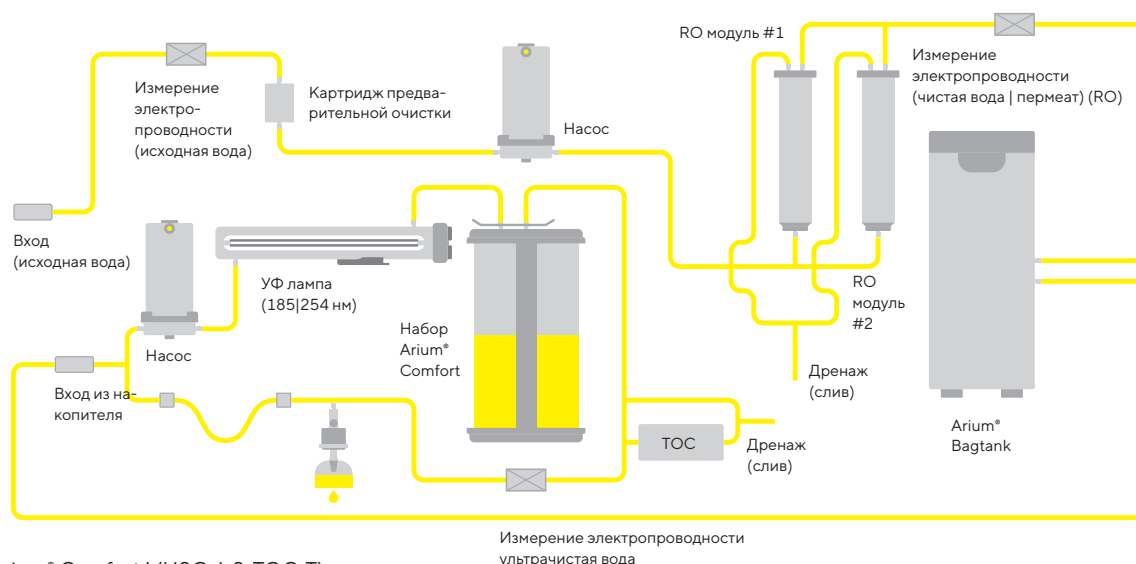 RO модуль #1
Измерение
электропроводности
(чистая вода | пермеат) (RO)
Измерение
электро-
проводности
(исходная вода)
Картридж предва-
рительной очистки
Насос
Вход
(исходная вода)
УФ лампа
(185|254 нм)
RO
модуль
#2
Набор
Arium®
Comfort
Насос
Вход из на-
копителя
Дренаж
(слив)
Arium®
Bagtank
TOC
Дренаж
(слив)
Измерение электропроводности
ультрачистая вода